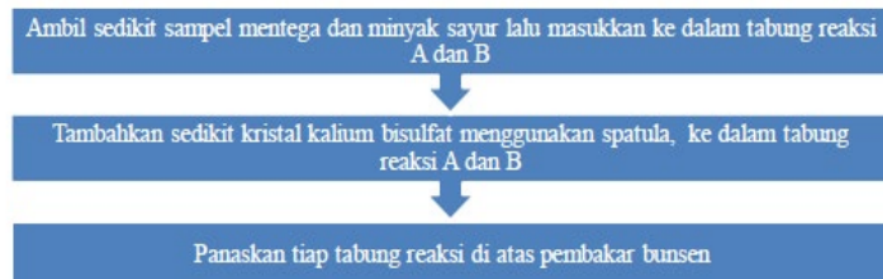 Ambil sedikit sampel mentega dan minyak sayur lalu masukkan ke dalam tabung reaksi
A dan B
Tambahkan sedikit kristal kalium bisulfat menggunakan spatula, ke dalam tabung
reaksi A dan B
Panaskan tiap tabung reaksi di atas pembakar bunsen